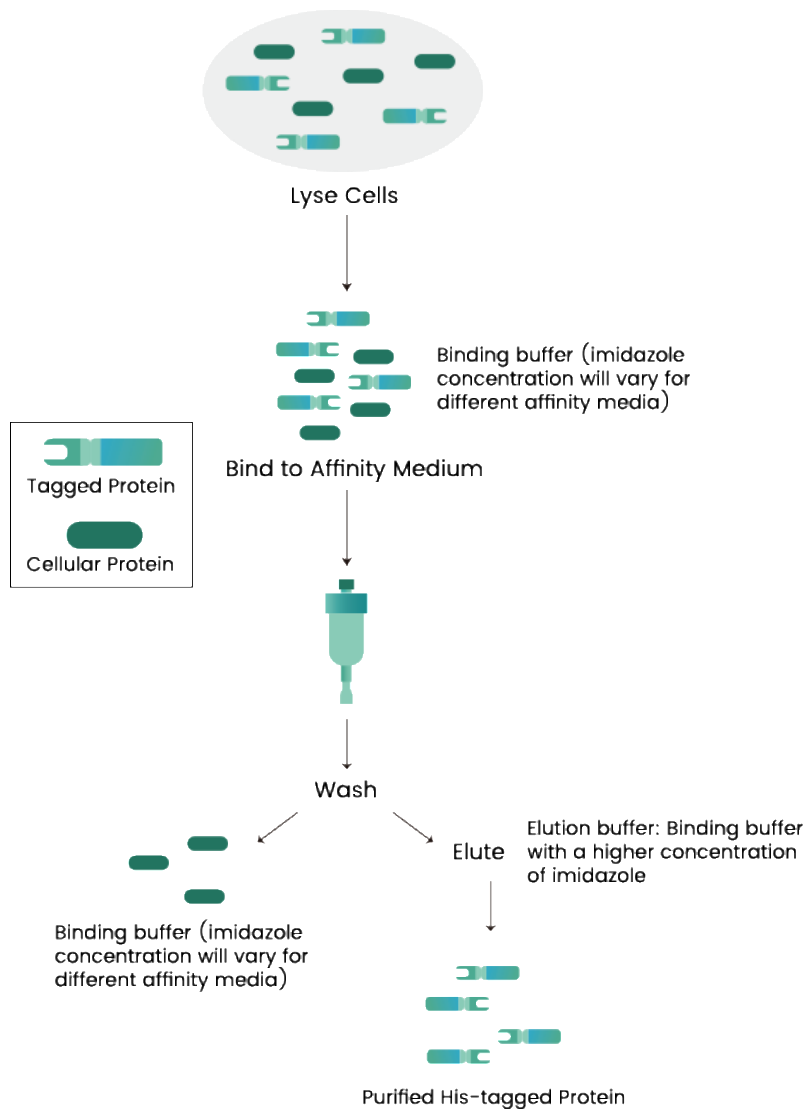 Lyse Cells
Binding buffer (imidazole
concentration will vary for
different affinity media)
Bind to Affinity Medium
Tagged Protein
Cellular Protein
Wash
Elute
Elution buffer: Binding buffer
with a higher concentration
of imidazole
Binding buffer (imidazole
concentration will vary for
different affinity media)
Purified His-tagged Protein